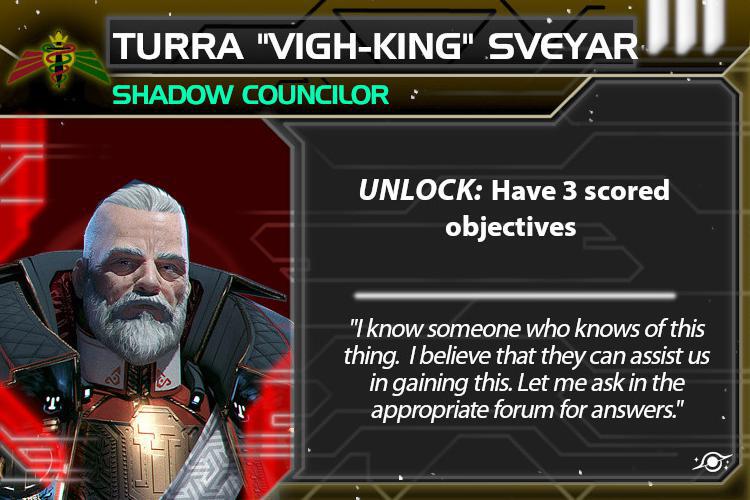 TURRA "VIGH-KING" SVEYAR
SHADOW COUNCILOR
UNLOCK: Have 3 scored
objectives
"I know someone who knows of this
thing. I believe that they can assist us
in gaining this. Let me ask in the
appropriate forum for answers."